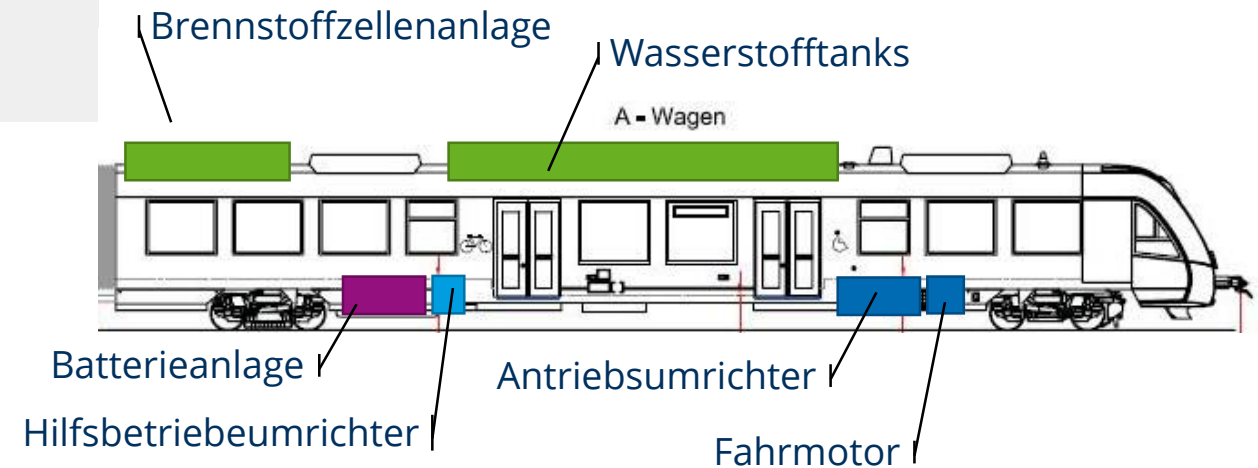 Brennstoffzellenanlage
Wasserstofftanks
A - Wagen
Batterieanlage
Antriebsumrichter
Hilfsbetriebeumrichter
Fahrmotor